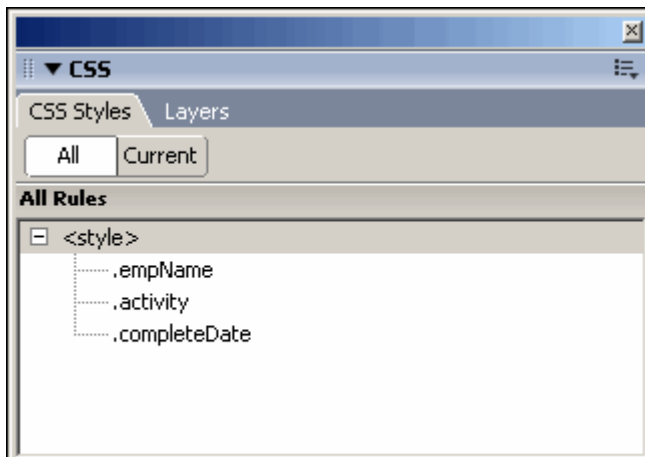 CSS
CSS Styles Layers
All Current
All Rules
<style>
.empName
.activity
.completeDate